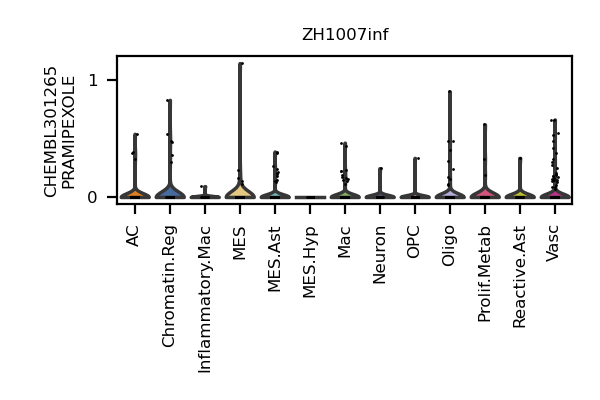 ZH1007inf
CHEMBL301265
PRAMIPEXOLE
1
0
AC
Chromatin.Reg
Inflammatory.Mac
MES
MES.Ast
MES.Hyp
Mac
Neuron
OPC
Oligo
Prolif.Metab
Reactive.Ast
Vasc